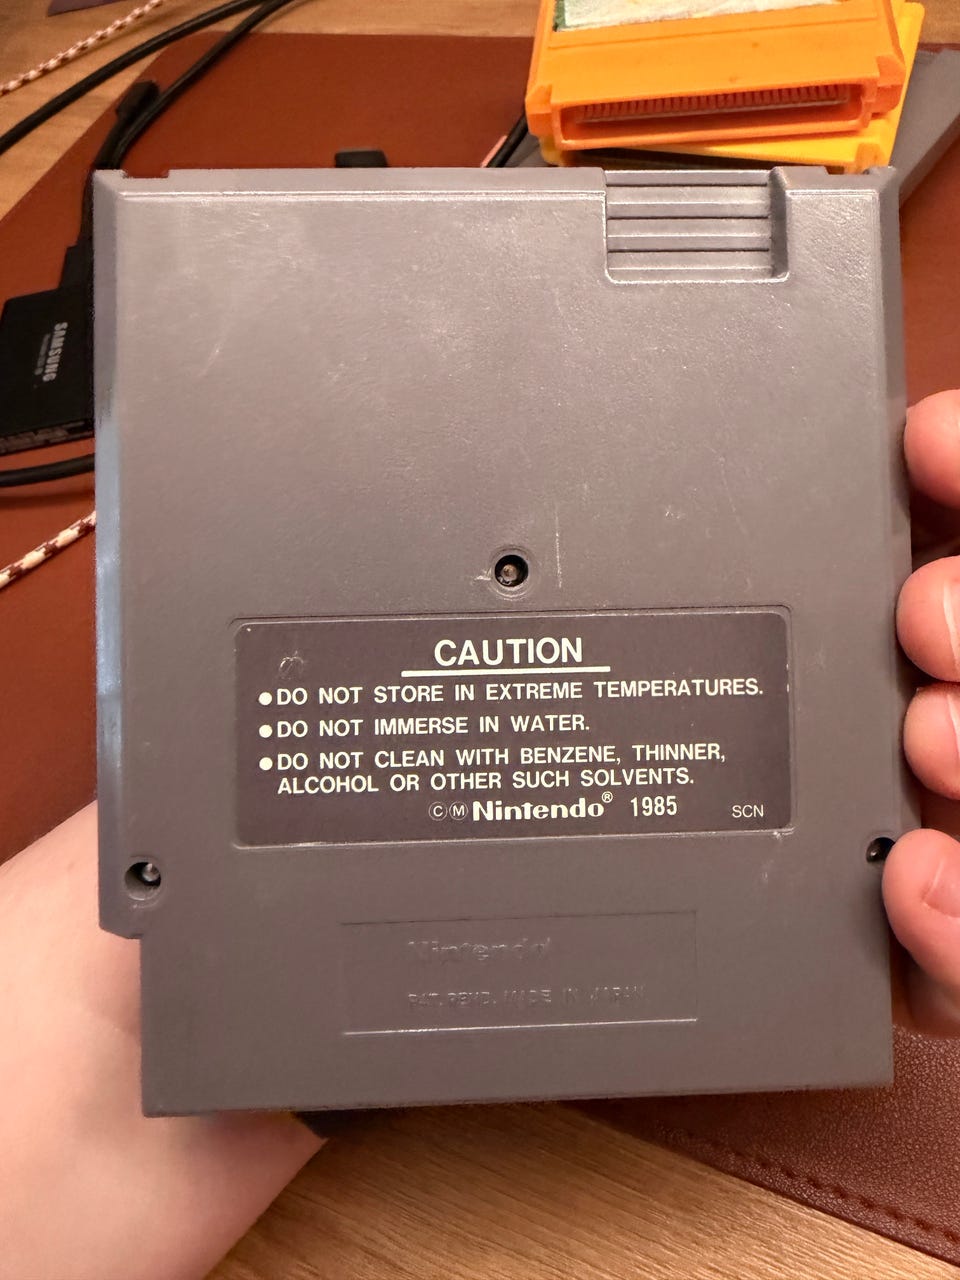 SAMSUNG
CAUTION
●DO NOT STORE IN EXTREME TEMPERATURES.
●DO NOT IMMERSE IN WATER.
●DO NOT CLEAN WITH BENZENE, THINNER,
ALCOHOL OR OTHER SUCH SOLVENTS.
ⒸⓂNintendo® 1985 SCN
Nintendo
PAT. PEND. MADE IN JAPAN